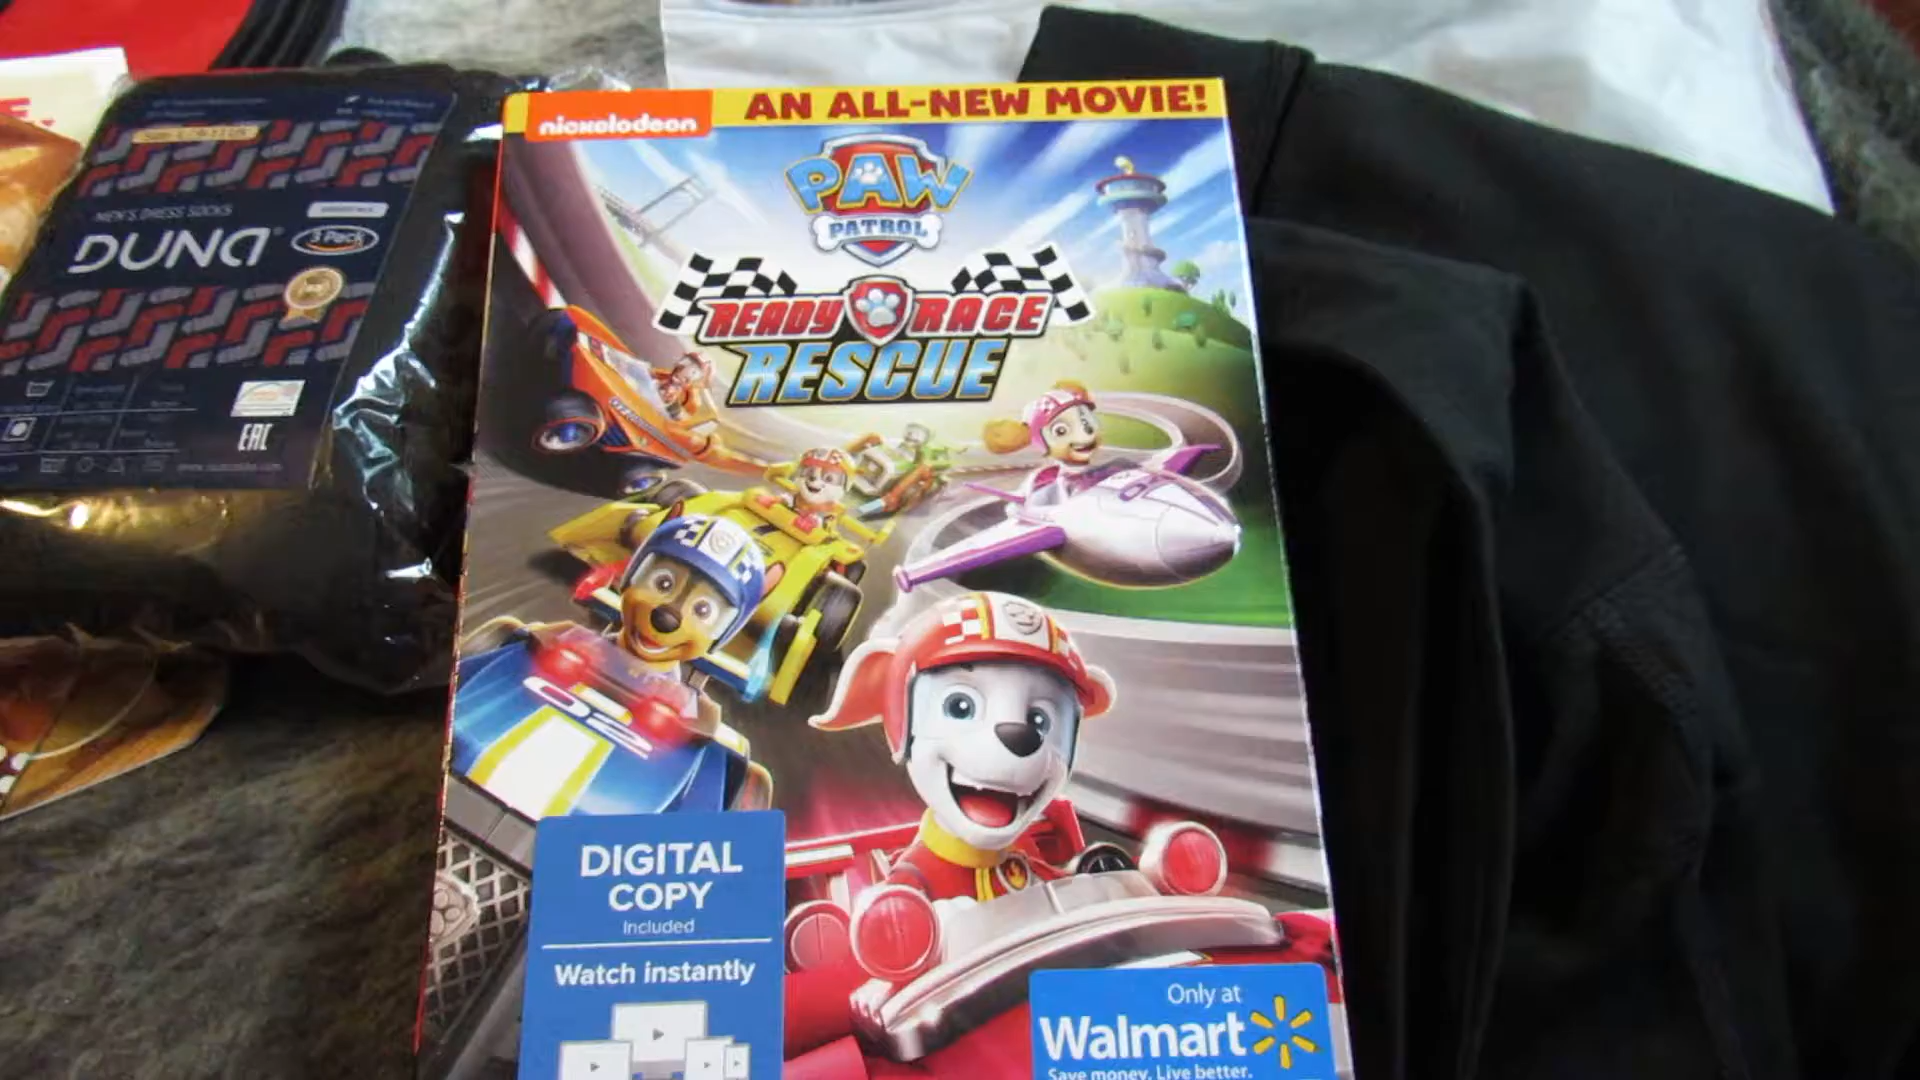 nickelodeon
AN ALL-NEW MOVIE!
PAW
PATROL
READY RACE
RESCUE
DIGITAL
COPY
Included
Watch instantly
Only at
Walmart
Save money. Live better.
MEN'S DRESS SOCKS
DUNA
3 Pack
EAC